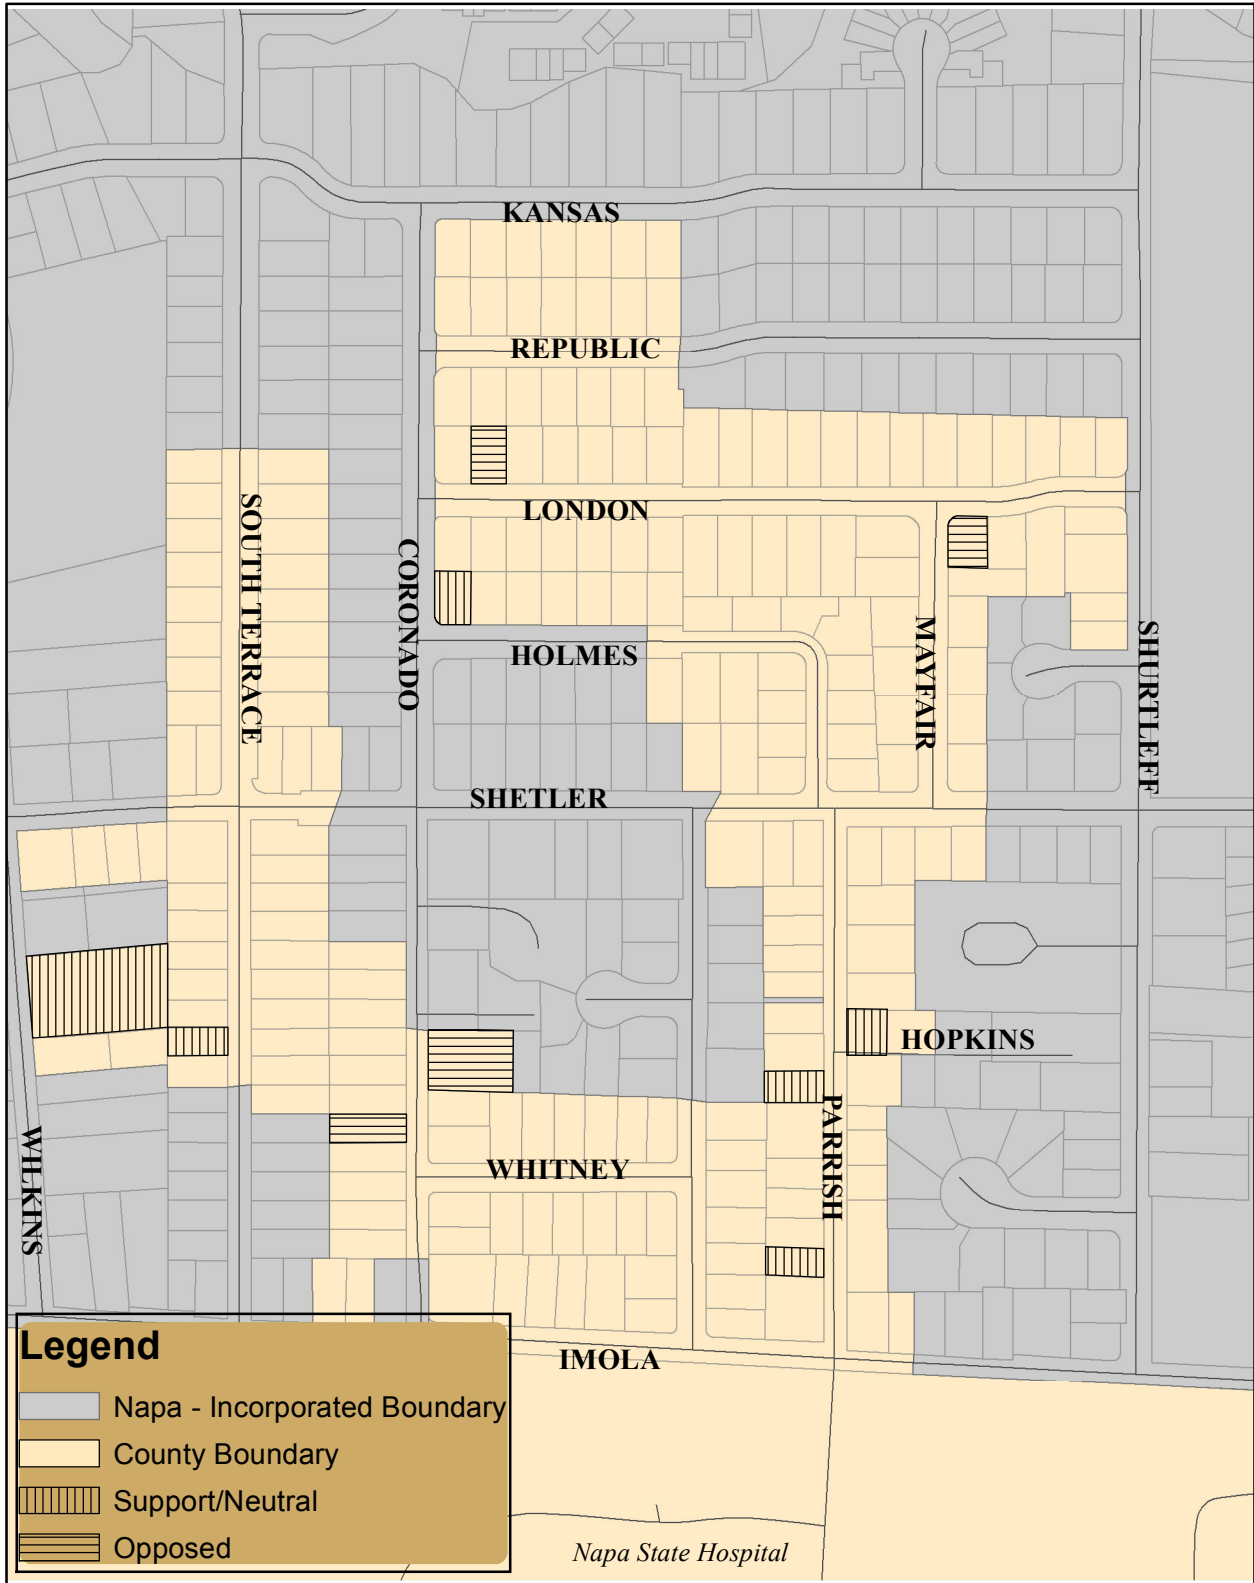 KANSAS
REPUBLIC
LONDON
SOUTH TERRACE
CORONADO
HOLMES
MAYFAIR
SHURTLEFF
SHETLER
HOPKINS
PARRISH
WHITNEY
WILKINS
IMOLA
Legend
Napa - Incorporated Boundary
County Boundary
Support/Neutral
Opposed
Napa State Hospital